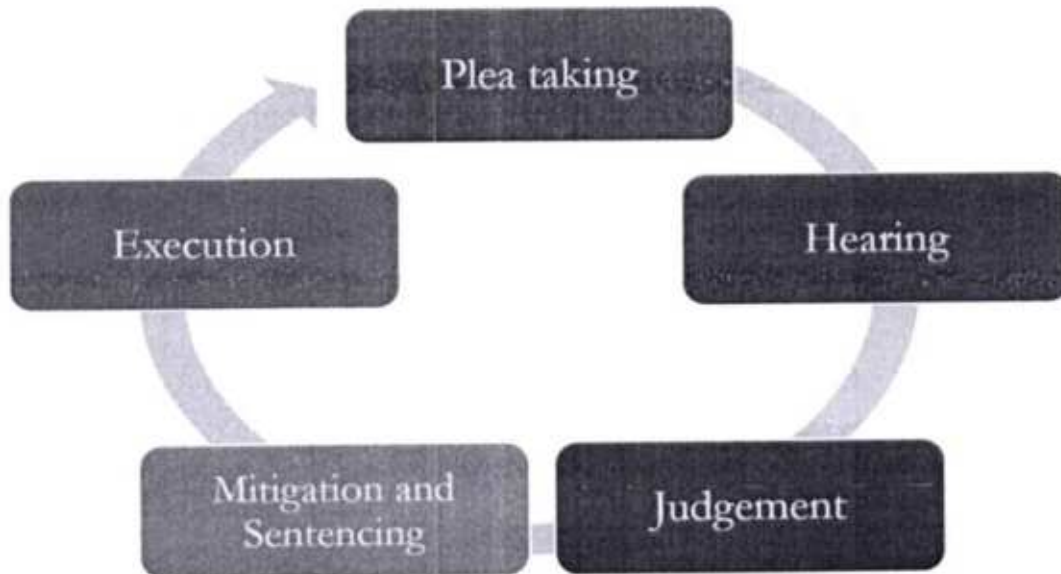 Plea taking
Hearing
Judgement
Mitigation and
Sentencing
Execution